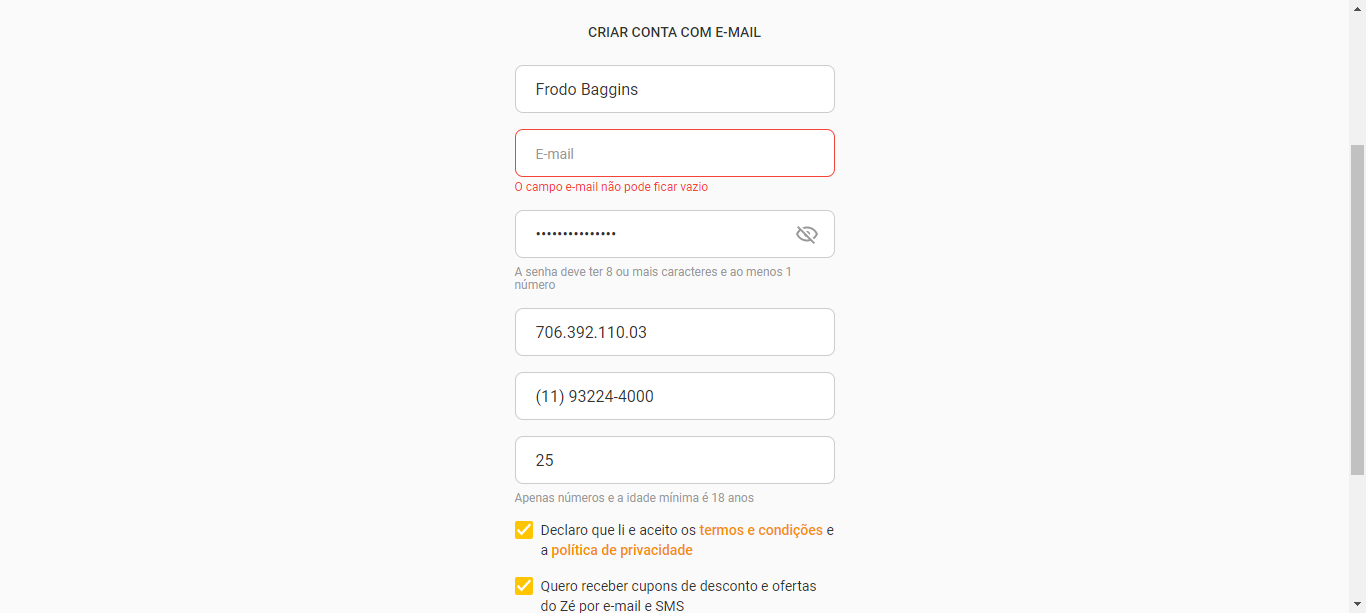 CRIAR CONTA COM E-MAIL
Frodo Baggins
E-mail
O campo e-mail não pode ficar vazio
•••••••••••••••
A senha deve ter 8 ou mais caracteres e ao menos 1
número
706.392.110.03
(11) 93224-4000
25
Apenas números e a idade mínima é 18 anos
Declaro que li e aceito os termos e condições e
a política de privacidade
Quero receber cupons de desconto e ofertas
do Zé por e-mail e SMS